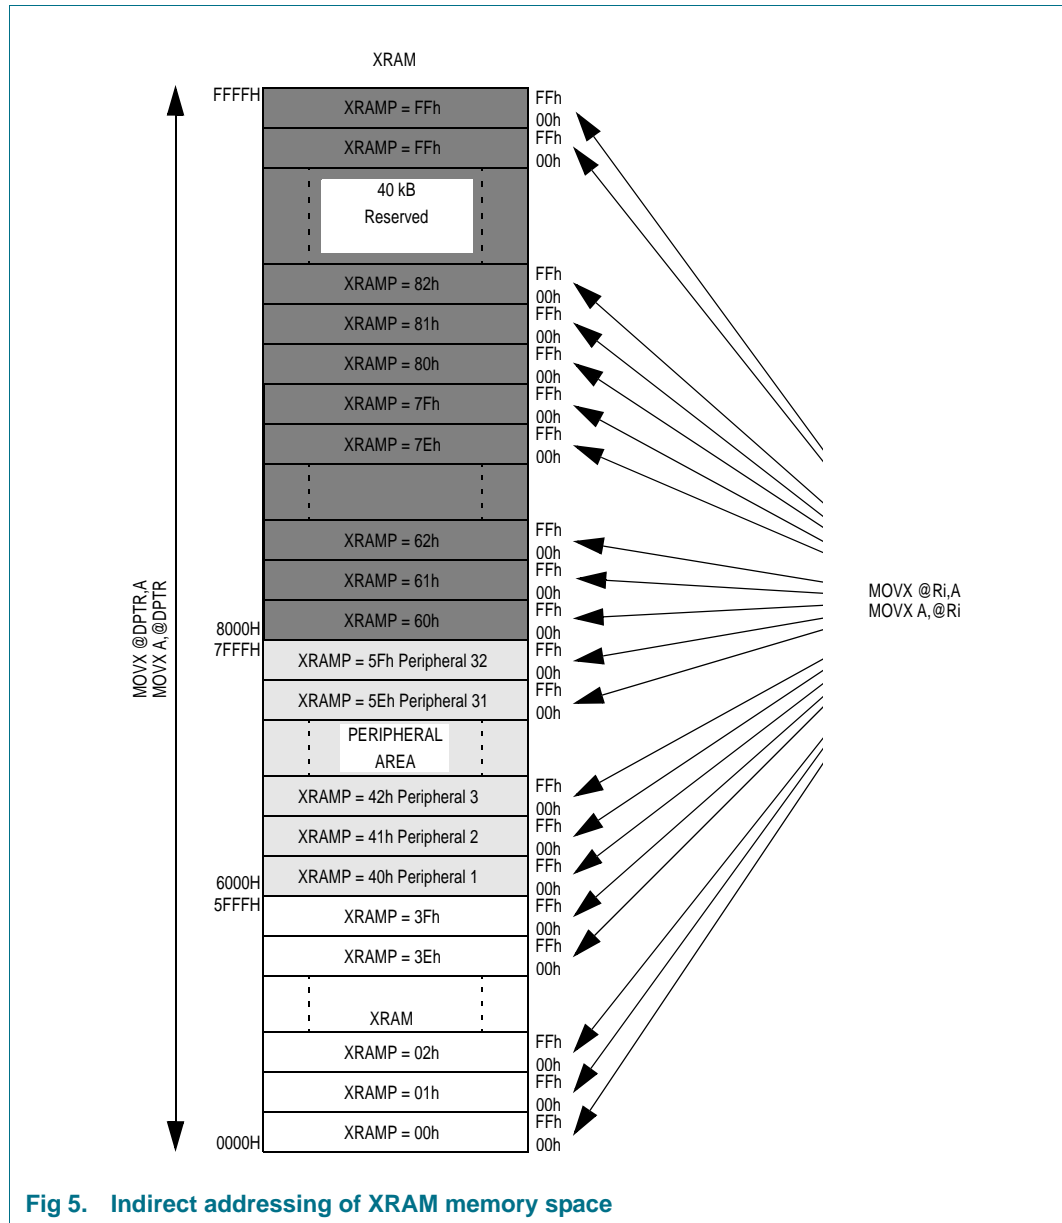 XRAM
FFFFH
XRAMP = FFh
FFh
00h
XRAMP = FFh
FFh
00h
40 kB
Reserved
XRAMP = 82h
FFh
00h
XRAMP = 81h
FFh
00h
XRAMP = 80h
FFh
00h
XRAMP = 7Fh
FFh
00h
XRAMP = 7Eh
FFh
00h
XRAMP = 62h
FFh
00h
XRAMP = 61h
FFh
00h
XRAMP = 60h
FFh
00h
8000H
7FFFH
XRAMP = 5Fh Peripheral 32
FFh
00h
XRAMP = 5Eh Peripheral 31
FFh
00h
PERIPHERAL
AREA
XRAMP = 42h Peripheral 3
FFh
00h
XRAMP = 41h Peripheral 2
FFh
00h
XRAMP = 40h Peripheral 1
FFh
00h
6000H
5FFFH
XRAMP = 3Fh
FFh
00h
XRAMP = 3Eh
FFh
00h
XRAM
XRAMP = 02h
FFh
00h
XRAMP = 01h
FFh
00h
XRAMP = 00h
FFh
00h
0000H
MOVX @DPTR,A
MOVX A,@DPTR
MOVX @Ri,A
MOVX A,@Ri
Fig 5. Indirect addressing of XRAM memory space